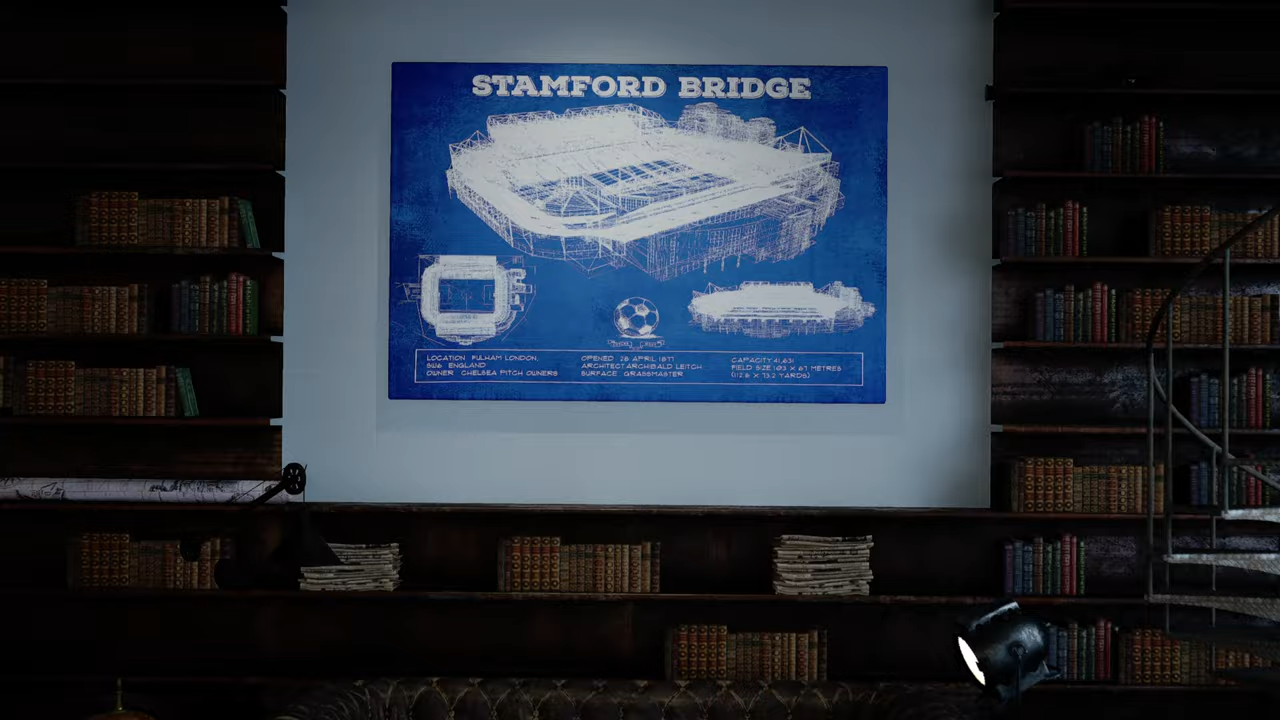 STAMFORD BRIDGE
LOCATION FULHAM LONDON,
SW6 ENGLAND
OWNER CHELSEA PITCH OWNERS
OPENED 28 APRIL 1877
ARCHITECT ARCHIBALD LEITCH
SURFACE GRASSMASTER
CAPACITY 41,631
FIELD SIZE 103 X 67 METRES
(112.6 X 73.2 YARDS)